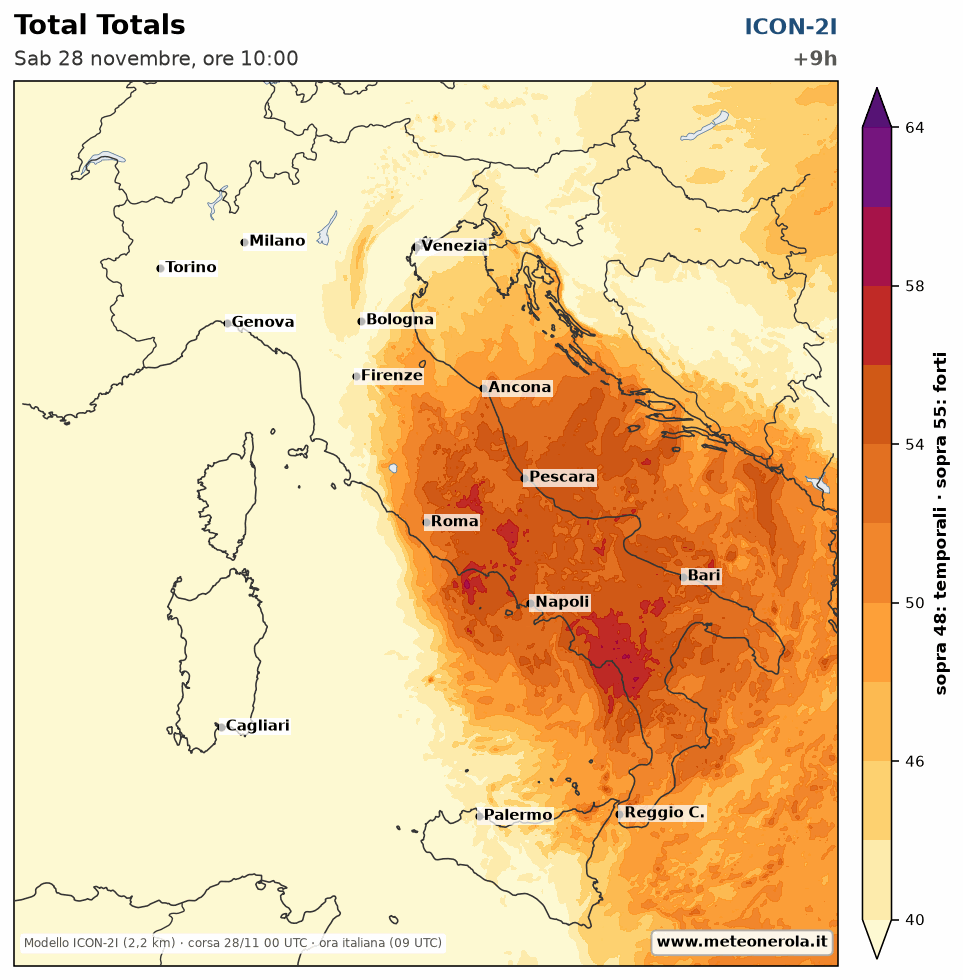 Total Totals
ICON-2I
Sab 28 novembre, ore 10:00
+9h
64
Milano
Venezia
Torino
58
Genova
Bologna
Firenze
Ancona
54
Pescara
Roma
Bari
Napoli
50
sopra 48: temporali · sopra 55: forti
Cagliari
46
Palermo
Reggio C.
40
Modello ICON-2I (2,2 km) · corsa 28/11 00 UTC · ora italiana (09 UTC)
www.meteonerola.it